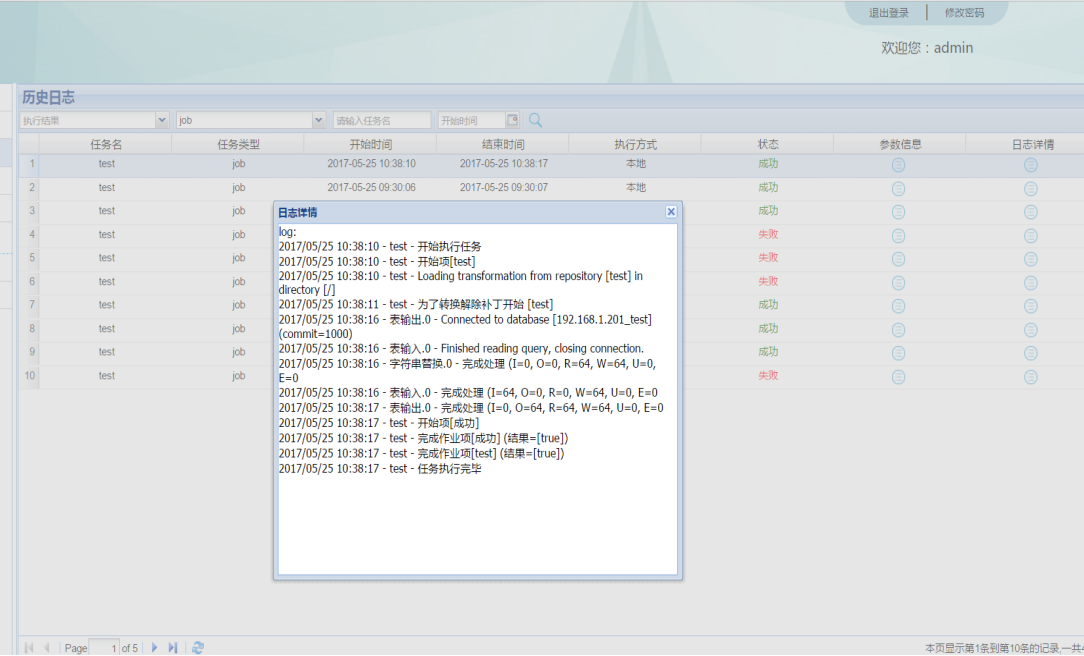 退出登录 | 修改密码
欢迎您：admin
历史日志
执行结果 job 请输入任务名 开始时间
任务名 任务类型 开始时间 结束时间 执行方式 状态 参数信息 日志详情
1 test job 2017-05-25 10:38:10 2017-05-25 10:38:17 本地 成功
2 test job 2017-05-25 09:30:06 2017-05-25 09:30:07 本地 成功
3 test job 成功
4 test job 失败
5 test job 失败
6 test job 失败
7 test job 成功
8 test job 成功
9 test job 成功
10 test job 失败
日志详情
log:
2017/05/25 10:38:10 - test - 开始执行任务
2017/05/25 10:38:10 - test - 开始项[test]
2017/05/25 10:38:10 - test - Loading transformation from repository [test] in
directory [/]
2017/05/25 10:38:11 - test - 为了转换解除补丁开始 [test]
2017/05/25 10:38:16 - 表输出.0 - Connected to database [192.168.1.201_test]
(commit=1000)
2017/05/25 10:38:16 - 表输入.0 - Finished reading query, closing connection.
2017/05/25 10:38:16 - 字符串替换.0 - 完成处理 (I=0, O=0, R=64, W=64, U=0,
E=0
2017/05/25 10:38:16 - 表输入.0 - 完成处理 (I=64, O=0, R=0, W=64, U=0, E=0
2017/05/25 10:38:17 - 表输出.0 - 完成处理 (I=0, O=64, R=64, W=64, U=0, E=0
2017/05/25 10:38:17 - test - 开始项[成功]
2017/05/25 10:38:17 - test - 完成作业项[成功] (结果=[true])
2017/05/25 10:38:17 - test - 完成作业项[test] (结果=[true])
2017/05/25 10:38:17 - test - 任务执行完毕
Page 1 of 5 本页显示第1条到第10条的记录,一共